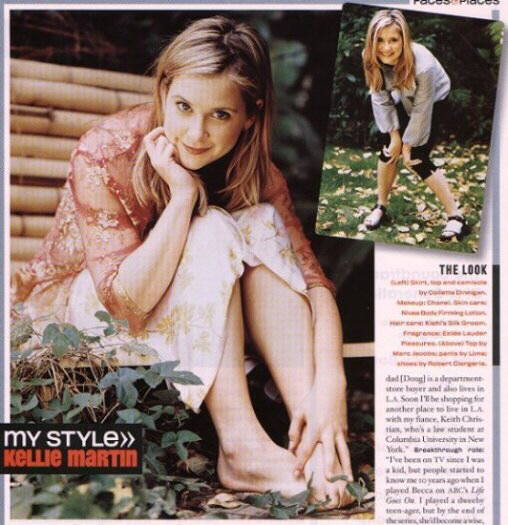 Faces&Places
THE LOOK
(Left) Skirt, top and camisole
by Collette Dinnigan.
Makeup: Chanel. Skin care:
Nivea Body Firming Lotion.
Hair care: Kiehl's Silk Groom.
Fragrance: Estée Lauder
Pleasures. (Above) Top by
Marc Jacobs; pants by Lima;
shoes by Robert Clergerie.
dad [Doug] is a department-
store buyer and also lives in
L.A. Soon I'll be shopping for
another place to live in L.A.
with my fiance, Keith Chris-
tian, who's a law student at
Columbia University in New
York." Breakthrough role:
"I've been on TV since I was
a kid, but people started to
know me 10 years ago when I
played Becca on ABC's Life
Goes On. I played a dweeby
teen-ager, but by the end of
the series, she'd become a wise,
MY STYLE»
KELLIE MARTIN